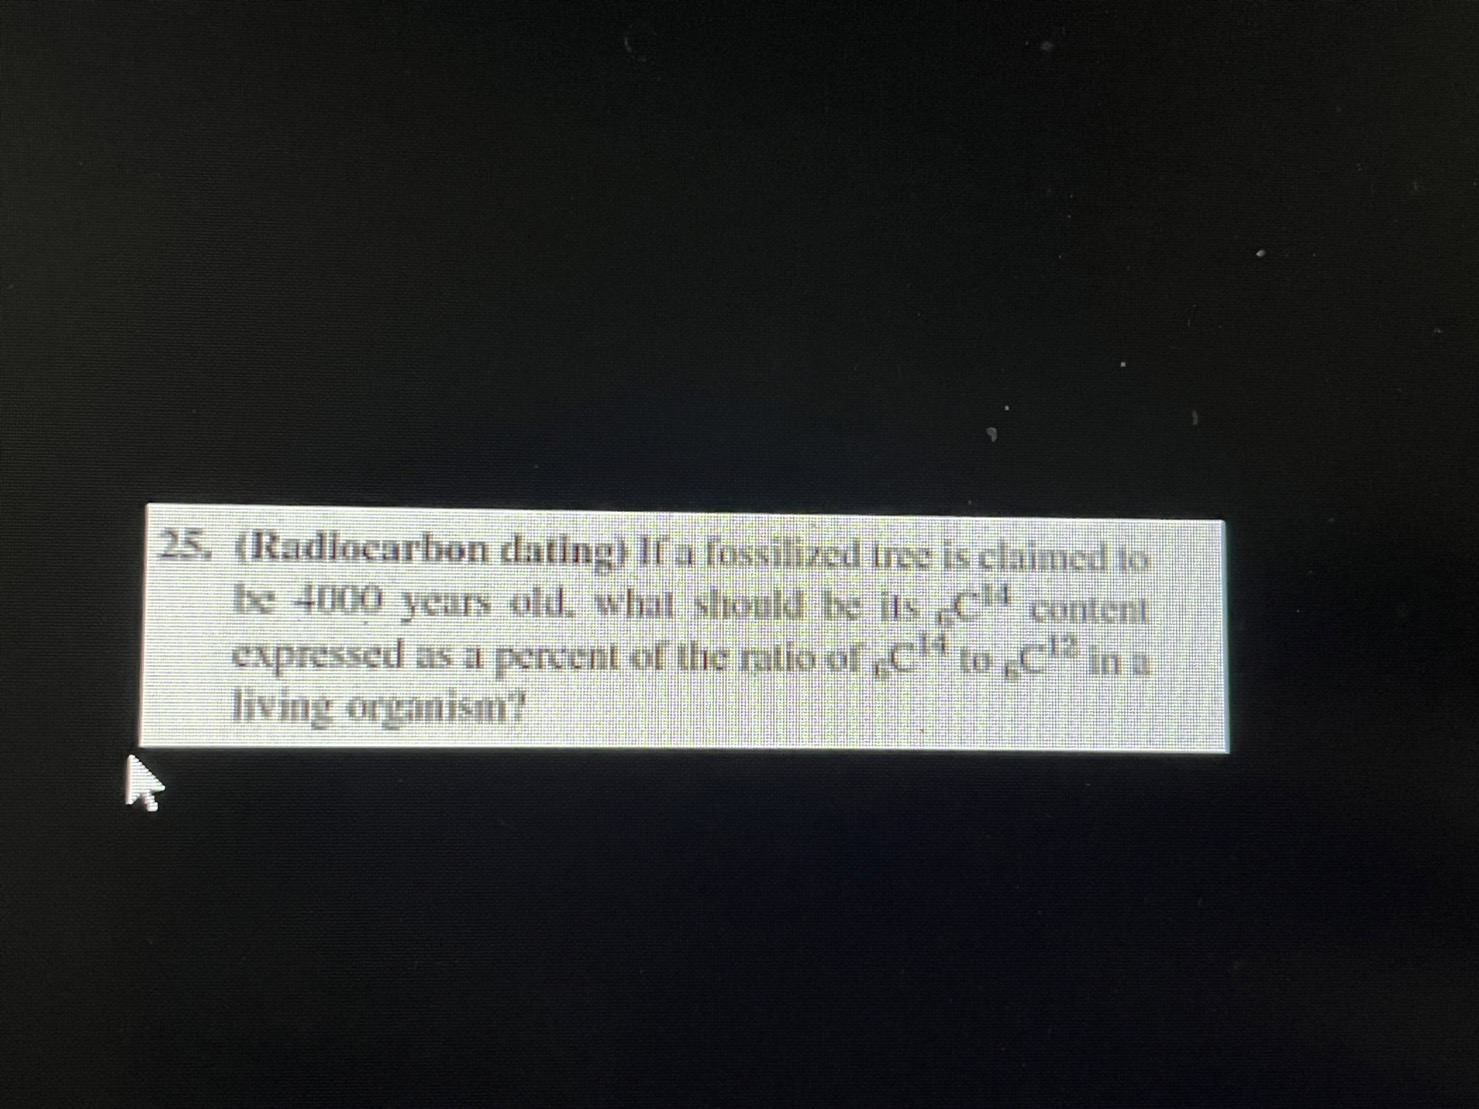 25. (Radiocarbon dating) If a fossilized tree is claimed to
be 4000 years old, what should be its ₆C¹⁴ content
expressed as a percent of the ratio of ₆C¹⁴ to ₆C¹² in a
living organism?